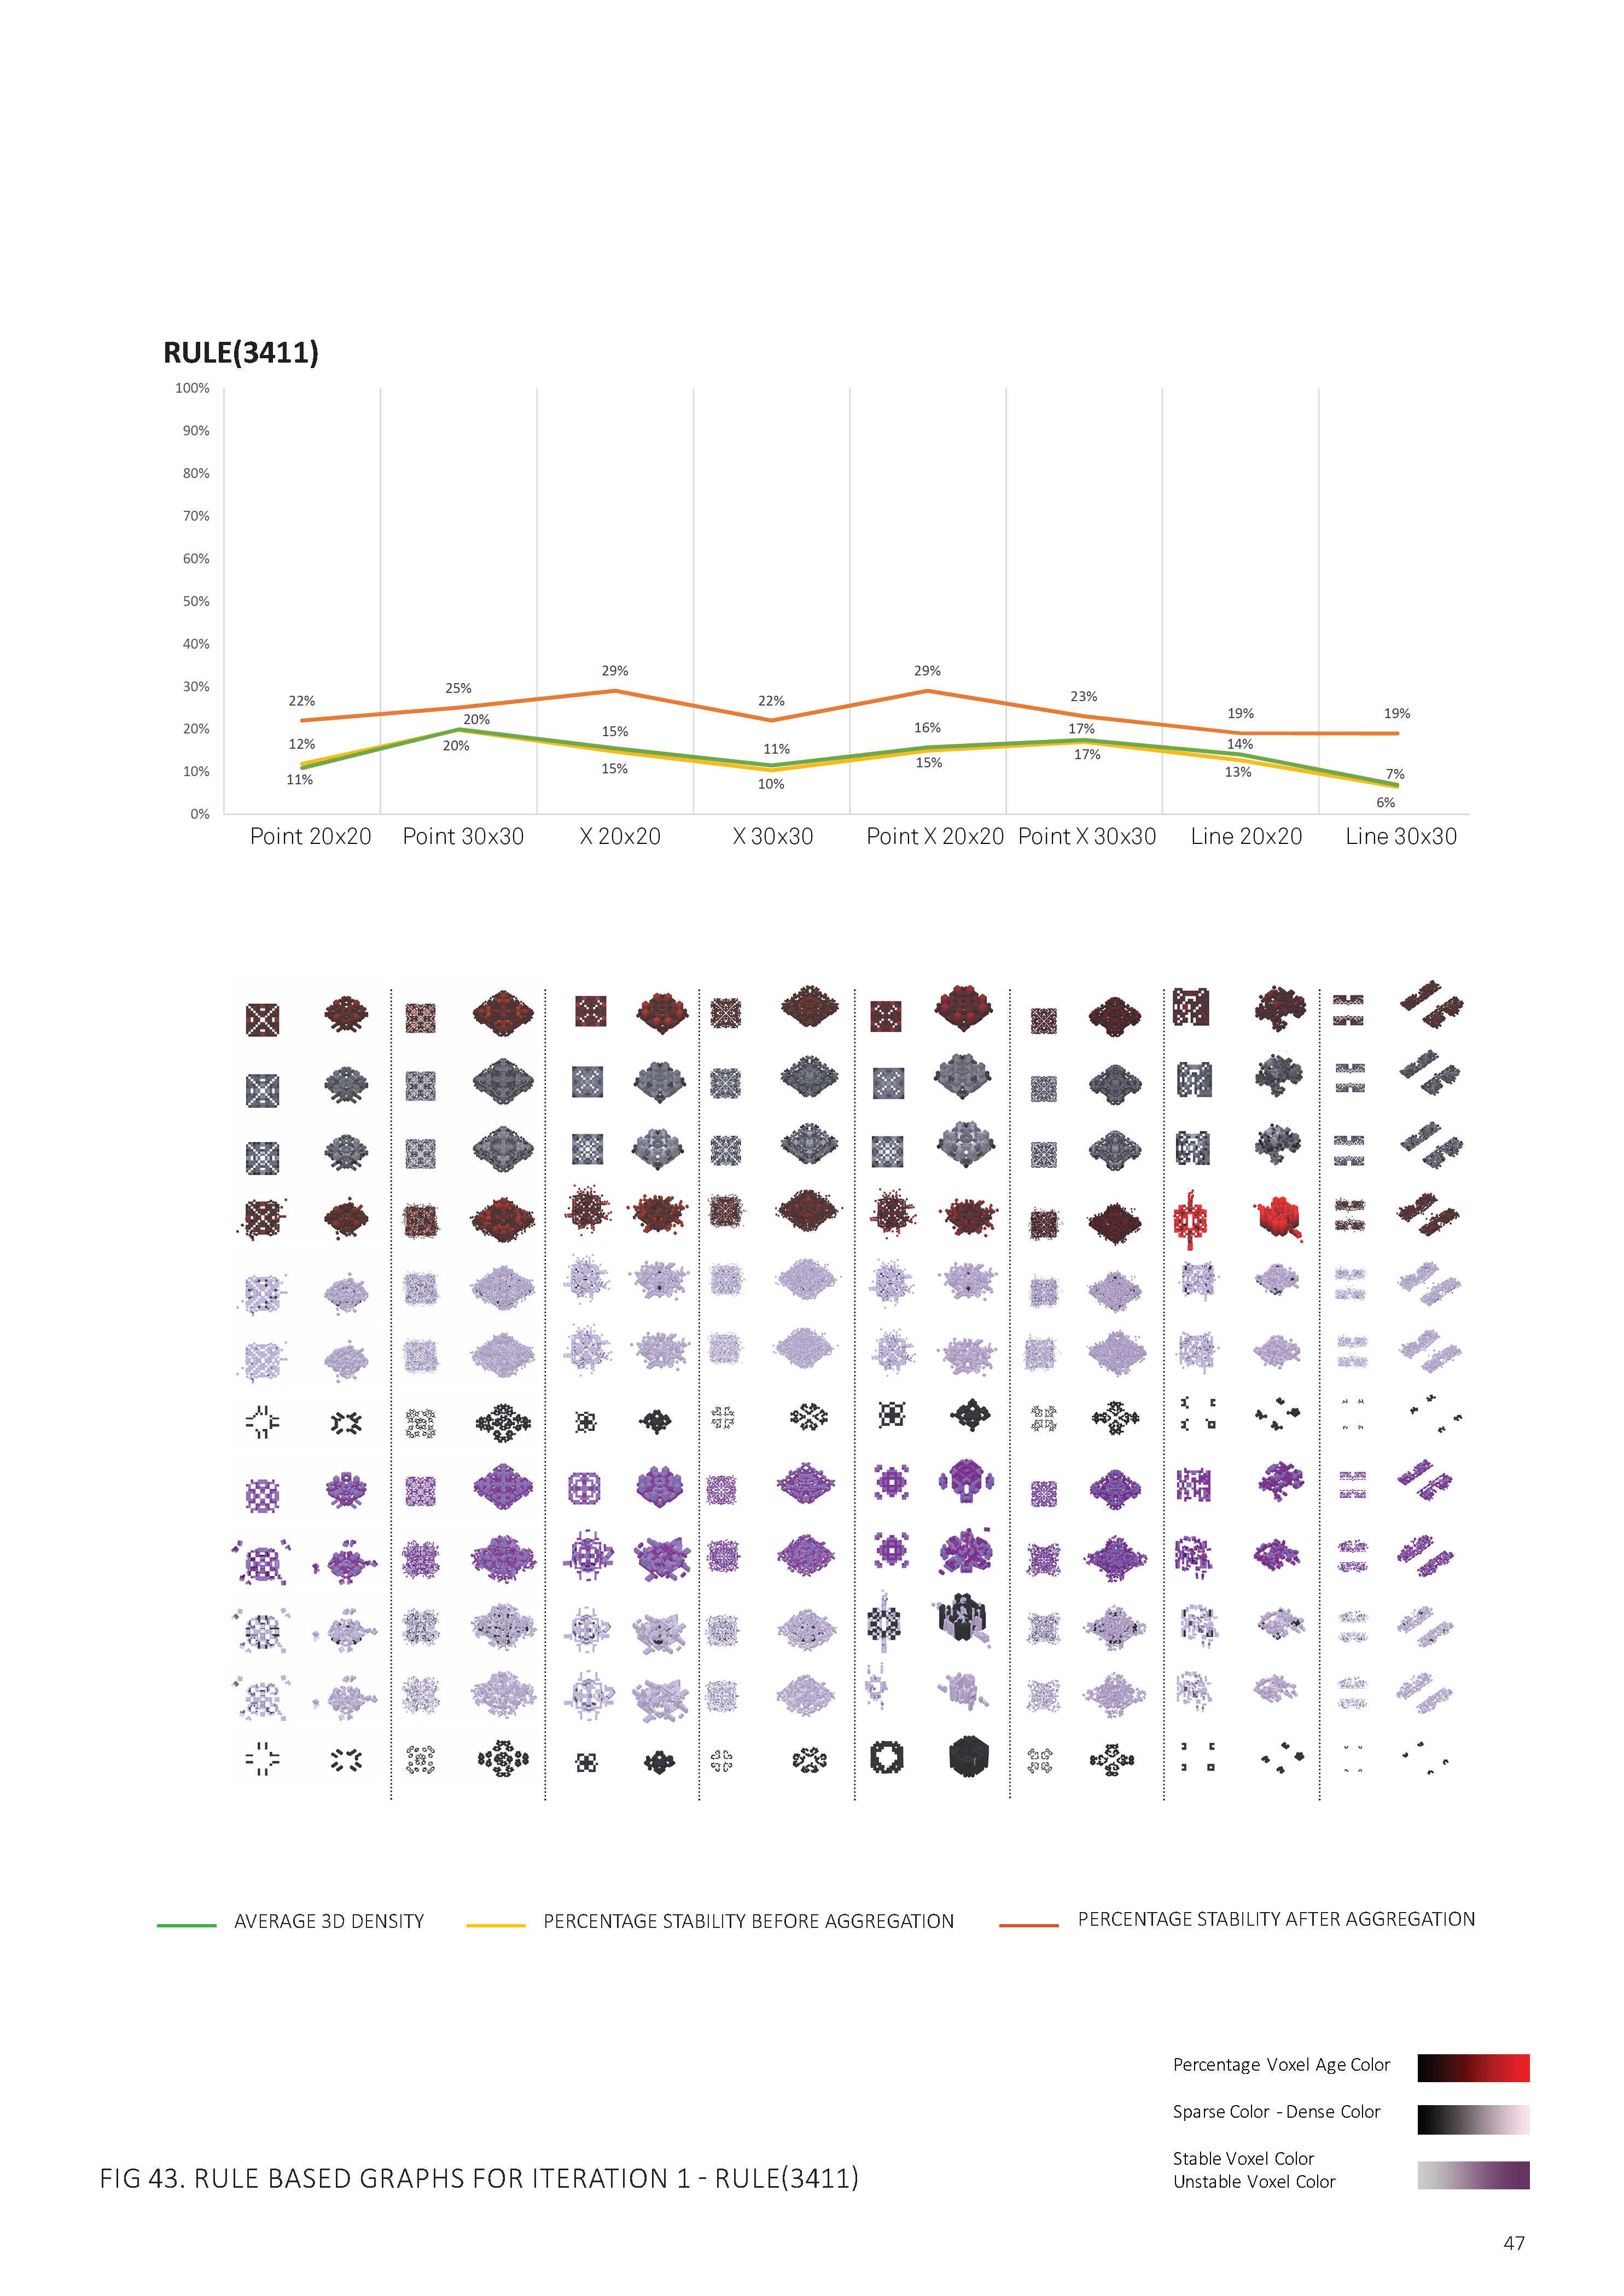 RULE(3411)
100%
90%
80%
70%
60%
50%
40%
30%
20%
10%
0%
22% 25% 29% 22% 29% 23% 19% 19%
12% 20% 15% 11% 16% 17% 14% 7%
11% 20% 15% 10% 15% 17% 13% 6%
Point 20x20 Point 30x30 X 20x20 X 30x30 Point X 20x20 Point X 30x30 Line 20x20 Line 30x30
AVERAGE 3D DENSITY PERCENTAGE STABILITY BEFORE AGGREGATION PERCENTAGE STABILITY AFTER AGGREGATION
Percentage Voxel Age Color
Sparse Color - Dense Color
Stable Voxel Color
Unstable Voxel Color
FIG 43. RULE BASED GRAPHS FOR ITERATION 1 - RULE(3411)
47